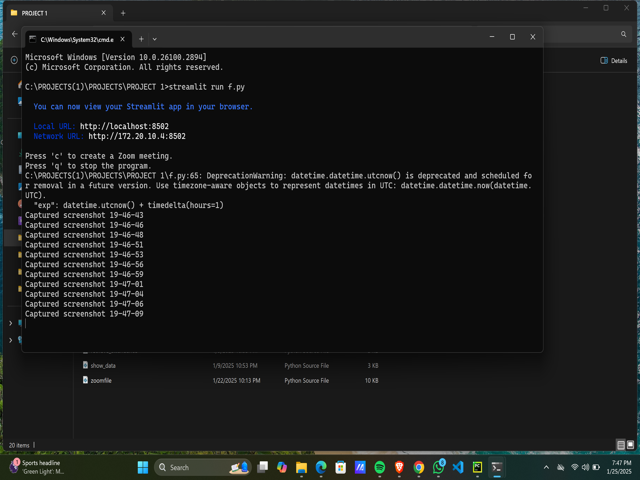 PROJECT 1
C:\Windows\System32\cmd.e
Details
Microsoft Windows [Version 10.0.26100.2894]
(c) Microsoft Corporation. All rights reserved.
C:\PROJECTS(1)\PROJECTS\PROJECT 1>streamlit run f.py
You can now view your Streamlit app in your browser.
Local URL: http://localhost:8502
Network URL: http://172.20.10.4:8502
Press 'c' to create a Zoom meeting.
Press 'q' to stop the program.
C:\PROJECTS(1)\PROJECTS\PROJECT 1\f.py:65: DeprecationWarning: datetime.datetime.utcnow() is deprecated and scheduled fo
r removal in a future version. Use timezone-aware objects to represent datetimes in UTC: datetime.datetime.now(datetime.
UTC).
"exp": datetime.utcnow() + timedelta(hours=1)
Captured screenshot 19-46-43
Captured screenshot 19-46-46
Captured screenshot 19-46-48
Captured screenshot 19-46-51
Captured screenshot 19-46-53
Captured screenshot 19-46-56
Captured screenshot 19-46-59
Captured screenshot 19-47-01
Captured screenshot 19-47-04
Captured screenshot 19-47-06
Captured screenshot 19-47-09
show_data 1/9/2025 10:53 PM Python Source File 3 KB
zoomfile 1/22/2025 10:13 PM Python Source File 10 KB
20 items
Sports headline
'Green Light': M...
Search
7:47 PM
1/25/2025